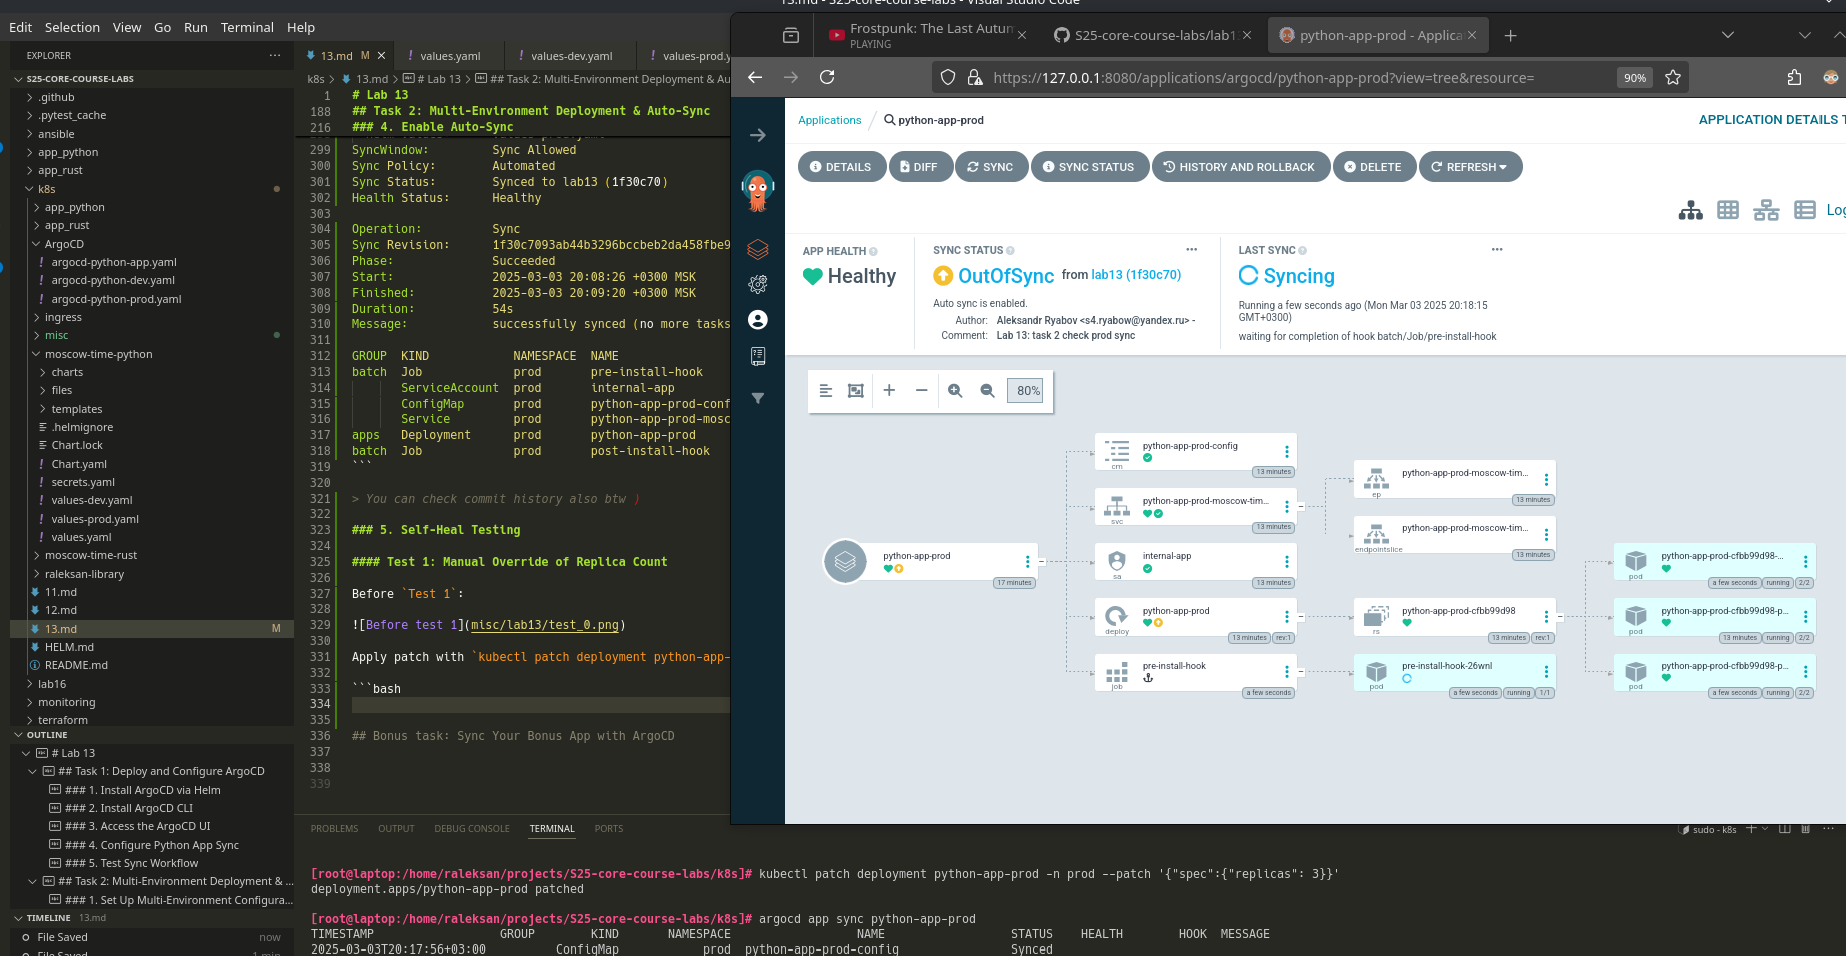 13.md - S25-core-course-labs - Visual Studio Code
Edit Selection View Go Run Terminal Help
EXPLORER
S25-CORE-COURSE-LABS
.github
.pytest_cache
ansible
app_python
app_rust
k8s
app_python
app_rust
ArgoCD
! argocd-python-app.yaml
! argocd-python-dev.yaml
! argocd-python-prod.yaml
ingress
misc
moscow-time-python
charts
files
templates
.helmignore
Chart.lock
! Chart.yaml
! secrets.yaml
! values-dev.yaml
! values-prod.yaml
! values.yaml
moscow-time-rust
raleksan-library
11.md
12.md
13.md M
HELM.md
README.md
lab16
monitoring
terraform
OUTLINE
# Lab 13
## Task 1: Deploy and Configure ArgoCD
### 1. Install ArgoCD via Helm
### 2. Install ArgoCD CLI
### 3. Access the ArgoCD UI
### 4. Configure Python App Sync
### 5. Test Sync Workflow
## Task 2: Multi-Environment Deployment & ...
### 1. Set Up Multi-Environment Configura...
TIMELINE 13.md
File Saved now
File Saved 1 min
13.md M
! values.yaml
! values-dev.yaml
! values-prod.y
k8s > 13.md > # Lab 13 > ## Task 2: Multi-Environment Deployment & Au
1 # Lab 13
188 ## Task 2: Multi-Environment Deployment & Auto-Sync
216 ### 4. Enable Auto-Sync
299 SyncWindow: Sync Allowed
300 Sync Policy: Automated
301 Sync Status: Synced to lab13 (1f30c70)
302 Health Status: Healthy
303
304 Operation: Sync
305 Sync Revision: 1f30c7093ab44b3296bccbeb2da458fbe9
306 Phase: Succeeded
307 Start: 2025-03-03 20:08:26 +0300 MSK
308 Finished: 2025-03-03 20:09:20 +0300 MSK
309 Duration: 54s
310 Message: successfully synced (no more tasks
311
312 GROUP KIND NAMESPACE NAME
313 batch Job prod pre-install-hook
314 ServiceAccount prod internal-app
315 ConfigMap prod python-app-prod-conf
316 Service prod python-app-prod-mosc
317 apps Deployment prod python-app-prod
318 batch Job prod post-install-hook
319 ```
320
321 > You can check commit history also btw )
322
323 ### 5. Self-Heal Testing
324
325 #### Test 1: Manual Override of Replica Count
326
327 Before `Test 1`:
328
329 ![Before test 1](misc/lab13/test_0.png)
330
331 Apply patch with `kubectl patch deployment python-app-
332
333 ```bash
334
335
336 ## Bonus task: Sync Your Bonus App with ArgoCD
337
338
339
PROBLEMS OUTPUT DEBUG CONSOLE TERMINAL PORTS
sudo - k8s
[root@laptop:/home/raleksan/projects/S25-core-course-labs/k8s]# kubectl patch deployment python-app-prod -n prod --patch '{"spec":{"replicas": 3}}'
deployment.apps/python-app-prod patched
[root@laptop:/home/raleksan/projects/S25-core-course-labs/k8s]# argocd app sync python-app-prod
TIMESTAMP GROUP KIND NAMESPACE NAME STATUS HEALTH HOOK MESSAGE
2025-03-03T20:17:56+03:00 ConfigMap prod python-app-prod-config Synced
Frostpunk: The Last Autun
PLAYING
S25-core-course-labs/lab1
python-app-prod - Applica
https://127.0.0.1:8080/applications/argocd/python-app-prod?view=tree&resource=
90%
Applications / python-app-prod
APPLICATION DETAILS T
DETAILS
DIFF
SYNC
SYNC STATUS
HISTORY AND ROLLBACK
DELETE
REFRESH
Log
APP HEALTH
Healthy
SYNC STATUS
OutOfSync from lab13 (1f30c70)
Auto sync is enabled.
Author: Aleksandr Ryabov <s4.ryabow@yandex.ru> -
Comment: Lab 13: task 2 check prod sync
LAST SYNC
Syncing
Running a few seconds ago (Mon Mar 03 2025 20:18:15
GMT+0300)
waiting for completion of hook batch/Job/pre-install-hook
80%
python-app-prod
17 minutes
python-app-prod-config
cm
13 minutes
python-app-prod-moscow-tim...
svc
13 minutes
internal-app
sa
13 minutes
python-app-prod
deploy
13 minutes rev:1
pre-install-hook
job
a few seconds
python-app-prod-moscow-tim...
ep
13 minutes
python-app-prod-moscow-tim...
endpointslice
13 minutes
python-app-prod-cfbb99d98
rs
13 minutes rev:1
pre-install-hook-26wnl
pod
a few seconds running 1/1
python-app-prod-cfbb99d98-...
pod
a few seconds running 2/2
python-app-prod-cfbb99d98-p...
pod
13 minutes running 2/2
python-app-prod-cfbb99d98-p...
pod
a few seconds running 2/2